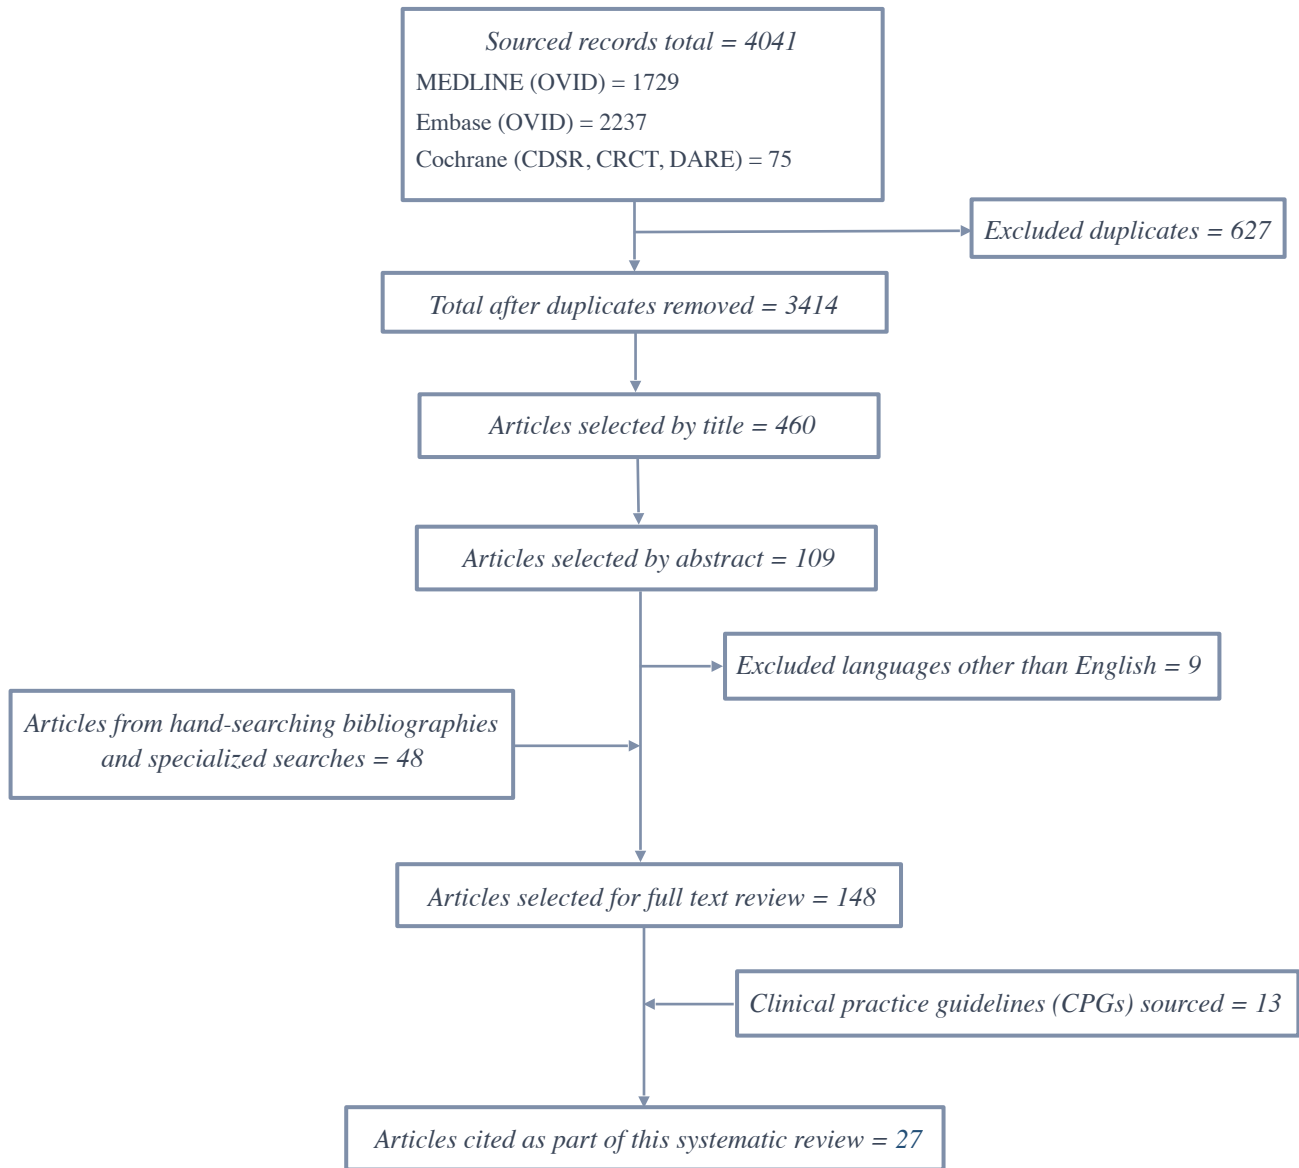 Sourced records total = 4041
MEDLINE (OVID) = 1729
Embase (OVID) = 2237
Cochrane (CDSR, CRCT, DARE) = 75
Excluded duplicates = 627
Total after duplicates removed = 3414
Articles selected by title = 460
Articles selected by abstract = 109
Excluded languages other than English = 9
Articles from hand-searching bibliographies
and specialized searches = 48
Articles selected for full text review = 148
Clinical practice guidelines (CPGs) sourced = 13
Articles cited as part of this systematic review = 27